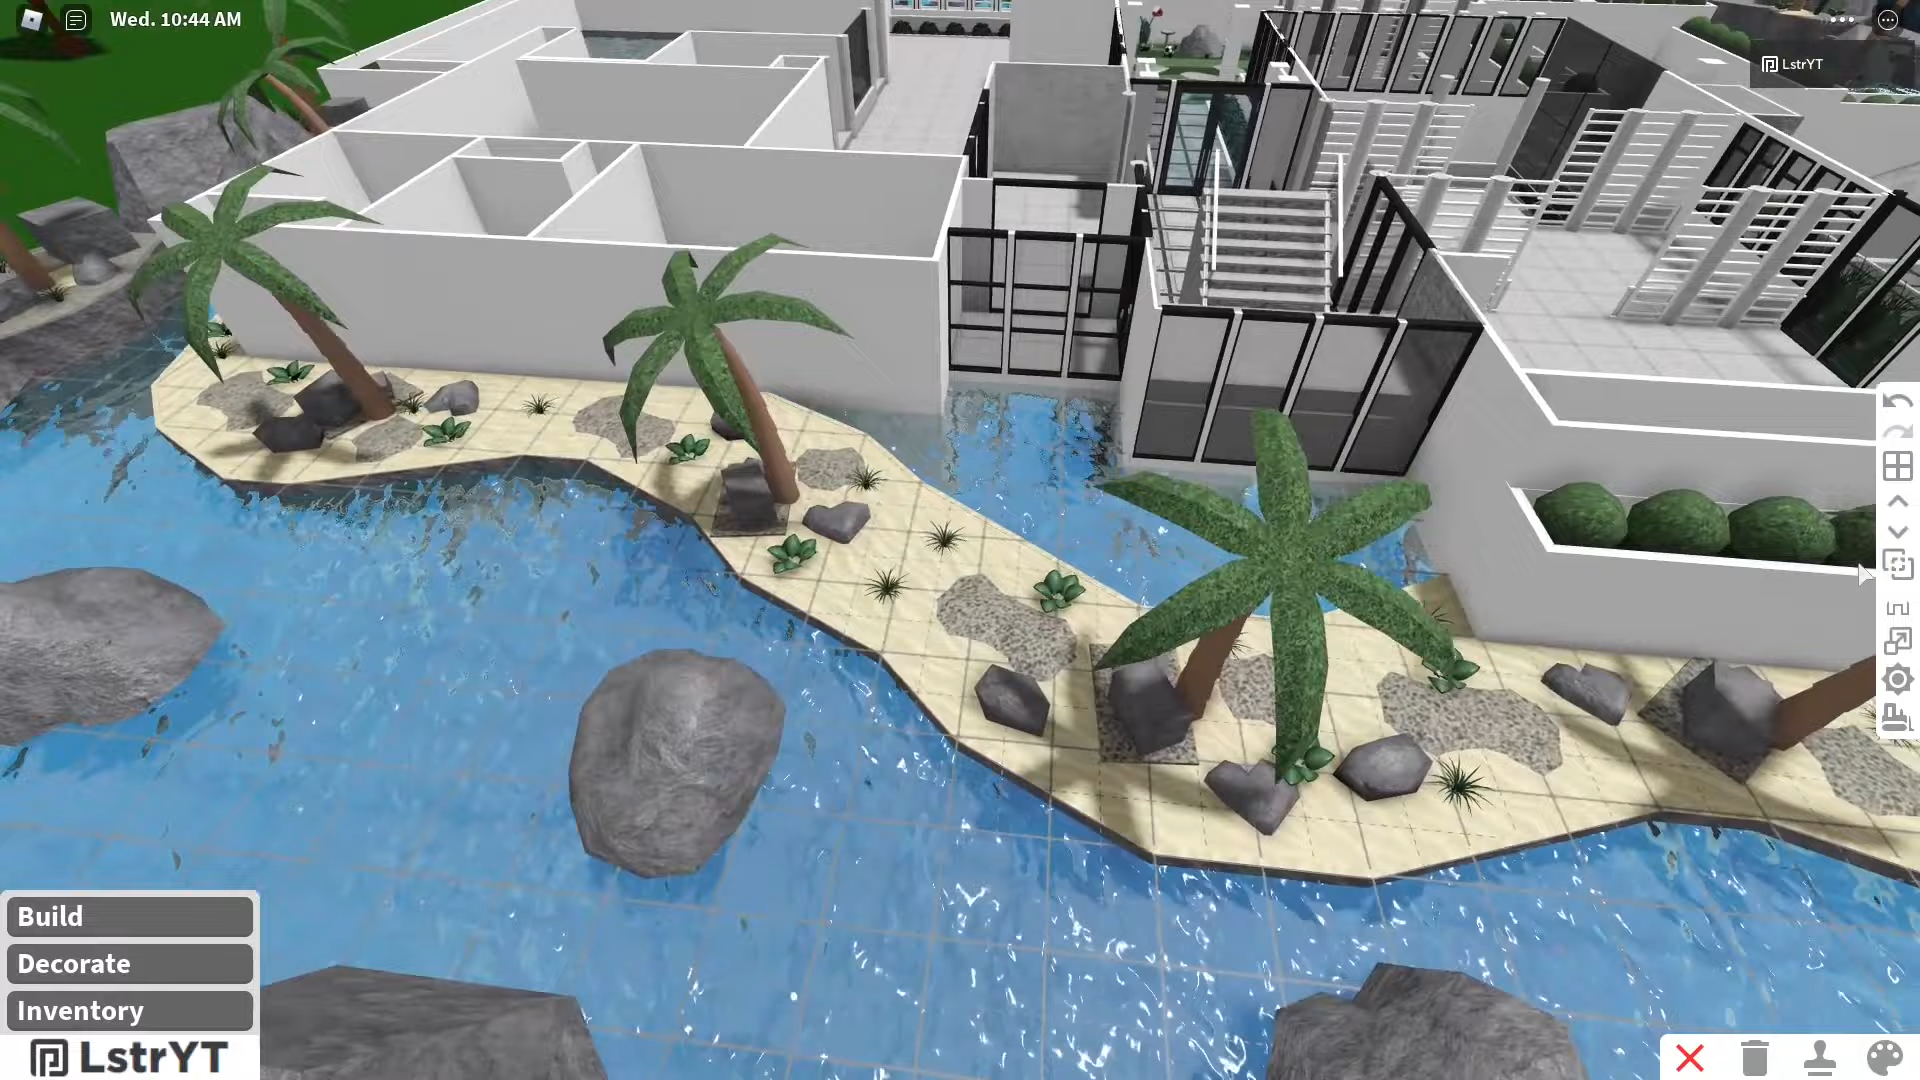 Wed. 10:44 AM
LstrYT
Build
Decorate
Inventory
LstrYT